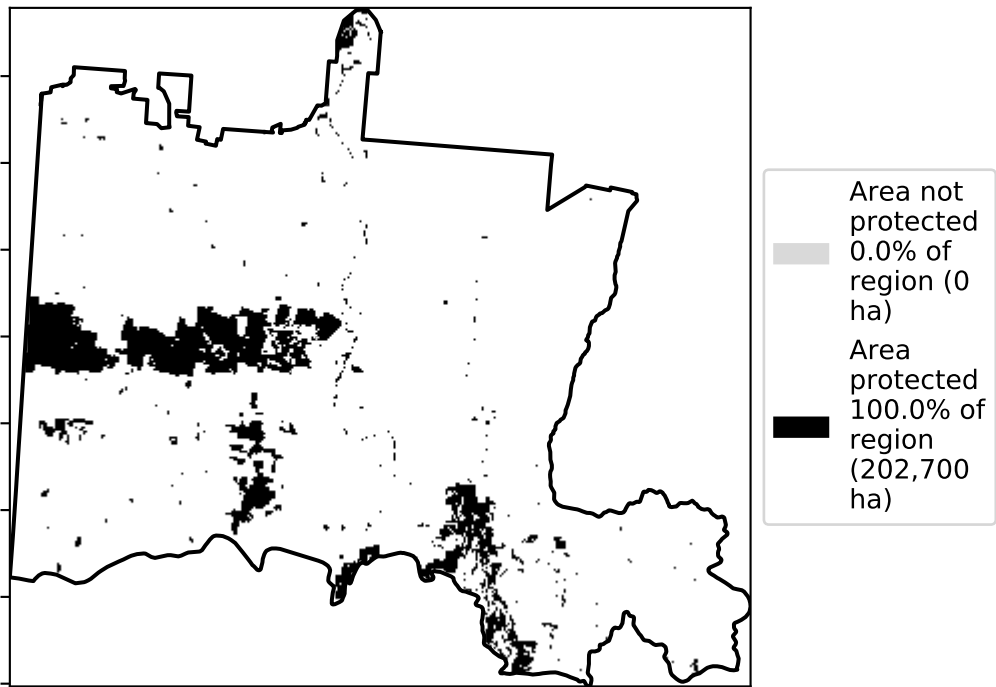 Area not
protected
0.0% of
region (0
ha)
Area
protected
100.0% of
region
(202,700
ha)